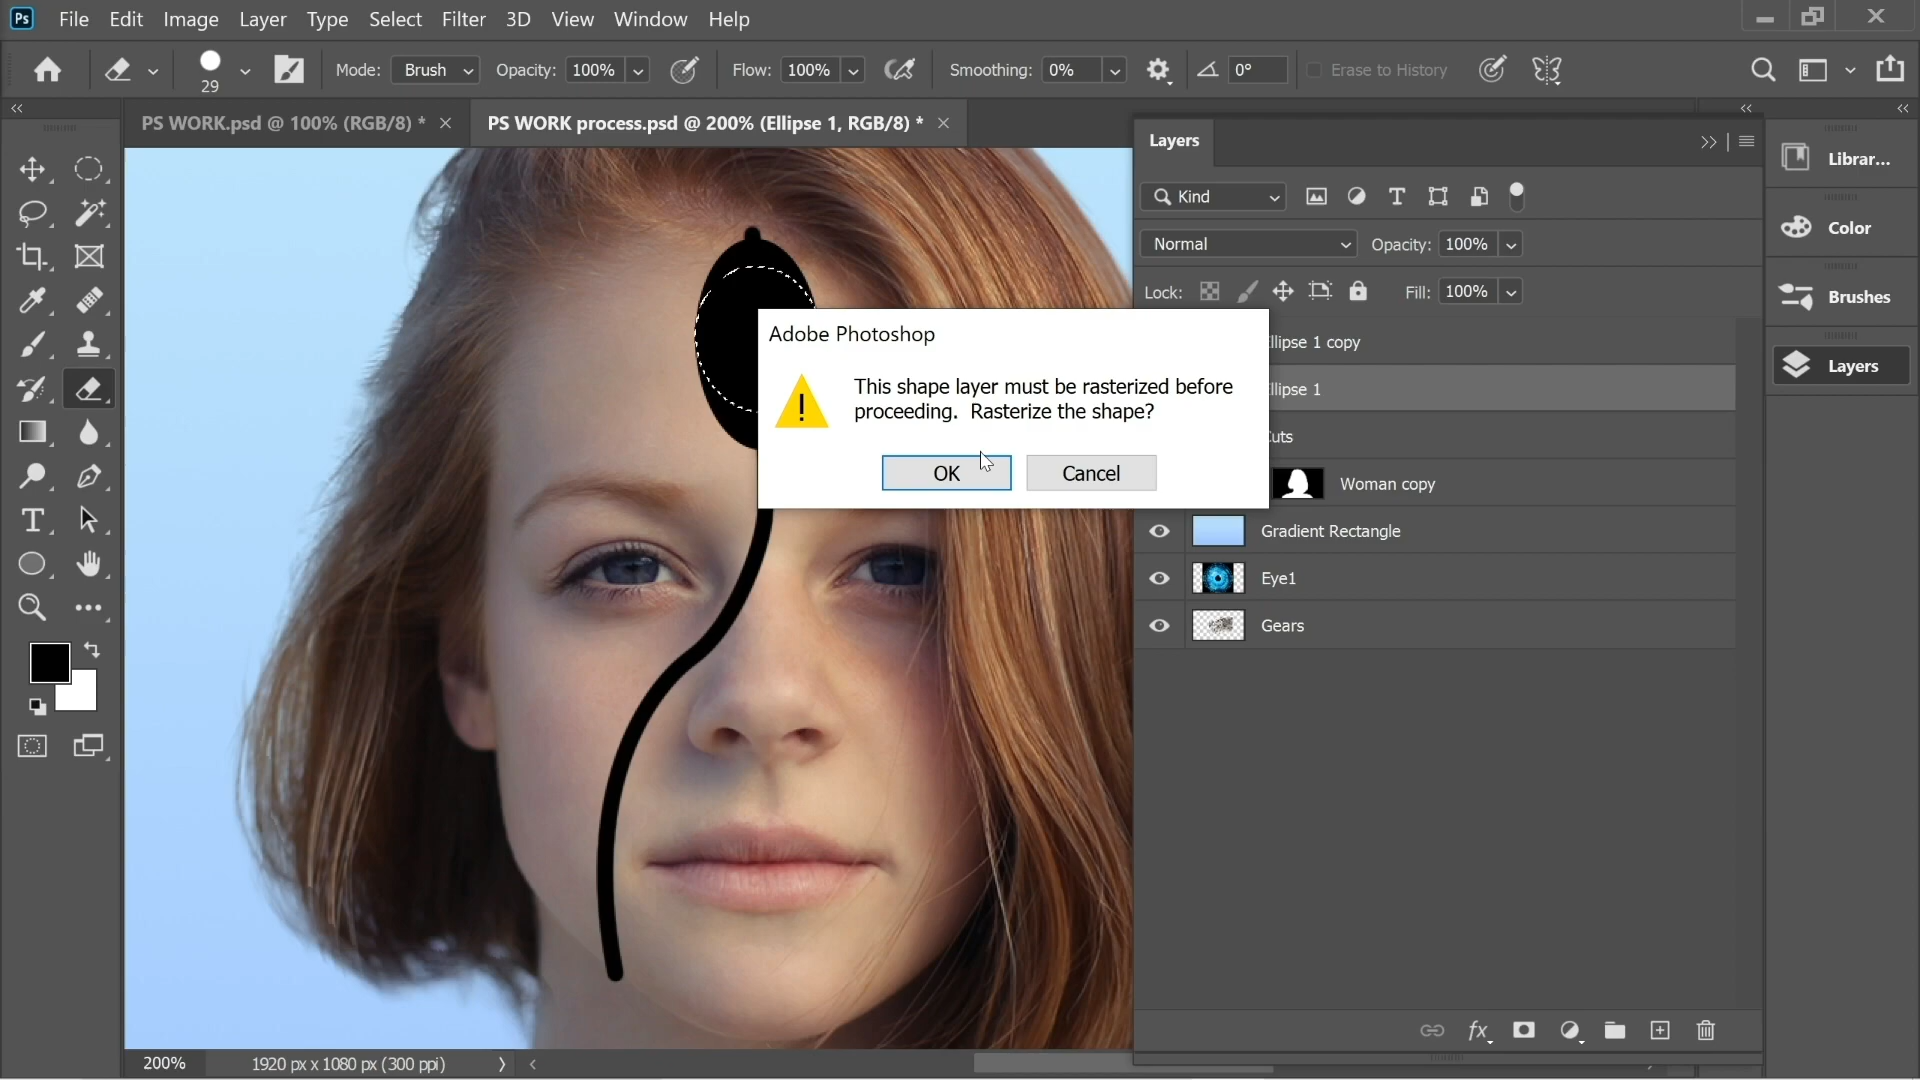 Ps File Edit Image Layer Type Select Filter 3D View Window Help
29 Mode: Brush Opacity: 100% Flow: 100% Smoothing: 0% 0° Erase to History
PS WORK.psd @ 100% (RGB/8) * PS WORK process.psd @ 200% (Ellipse 1, RGB/8) *
Layers
Kind
Normal Opacity: 100%
Lock: Fill: 100%
Adobe Photoshop
This shape layer must be rasterized before
proceeding. Rasterize the shape?
OK Cancel
llipse 1 copy
llipse 1
Cuts
Woman copy
Gradient Rectangle
Eye1
Gears
Librar...
Color
Brushes
Layers
200% 1920 px x 1080 px (300 ppi)